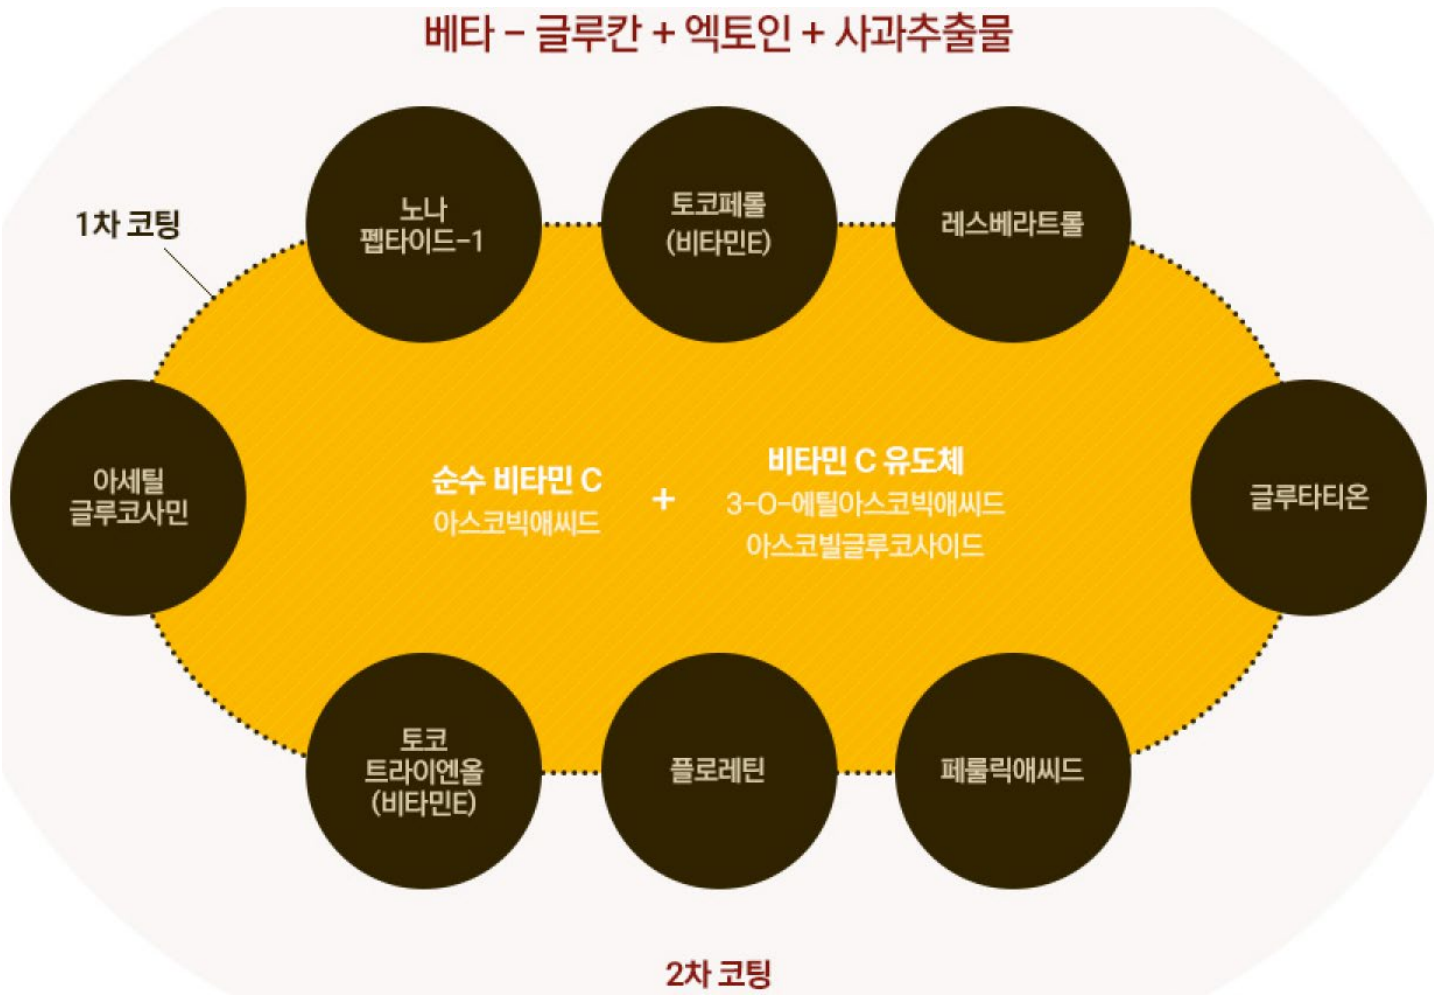 베타 - 글루칸 + 엑토인 + 사과추출물
1차 코팅
노나
펩타이드-1
토코페롤
(비타민E)
레스베라트롤
아세틸
글루코사민
순수 비타민 C
아스코빅애씨드
+
비타민 C 유도체
3-O-에틸아스코빅애씨드
아스코빌글루코사이드
글루타티온
토코
트라이엔올
(비타민E)
플로레틴
페룰릭애씨드
2차 코팅